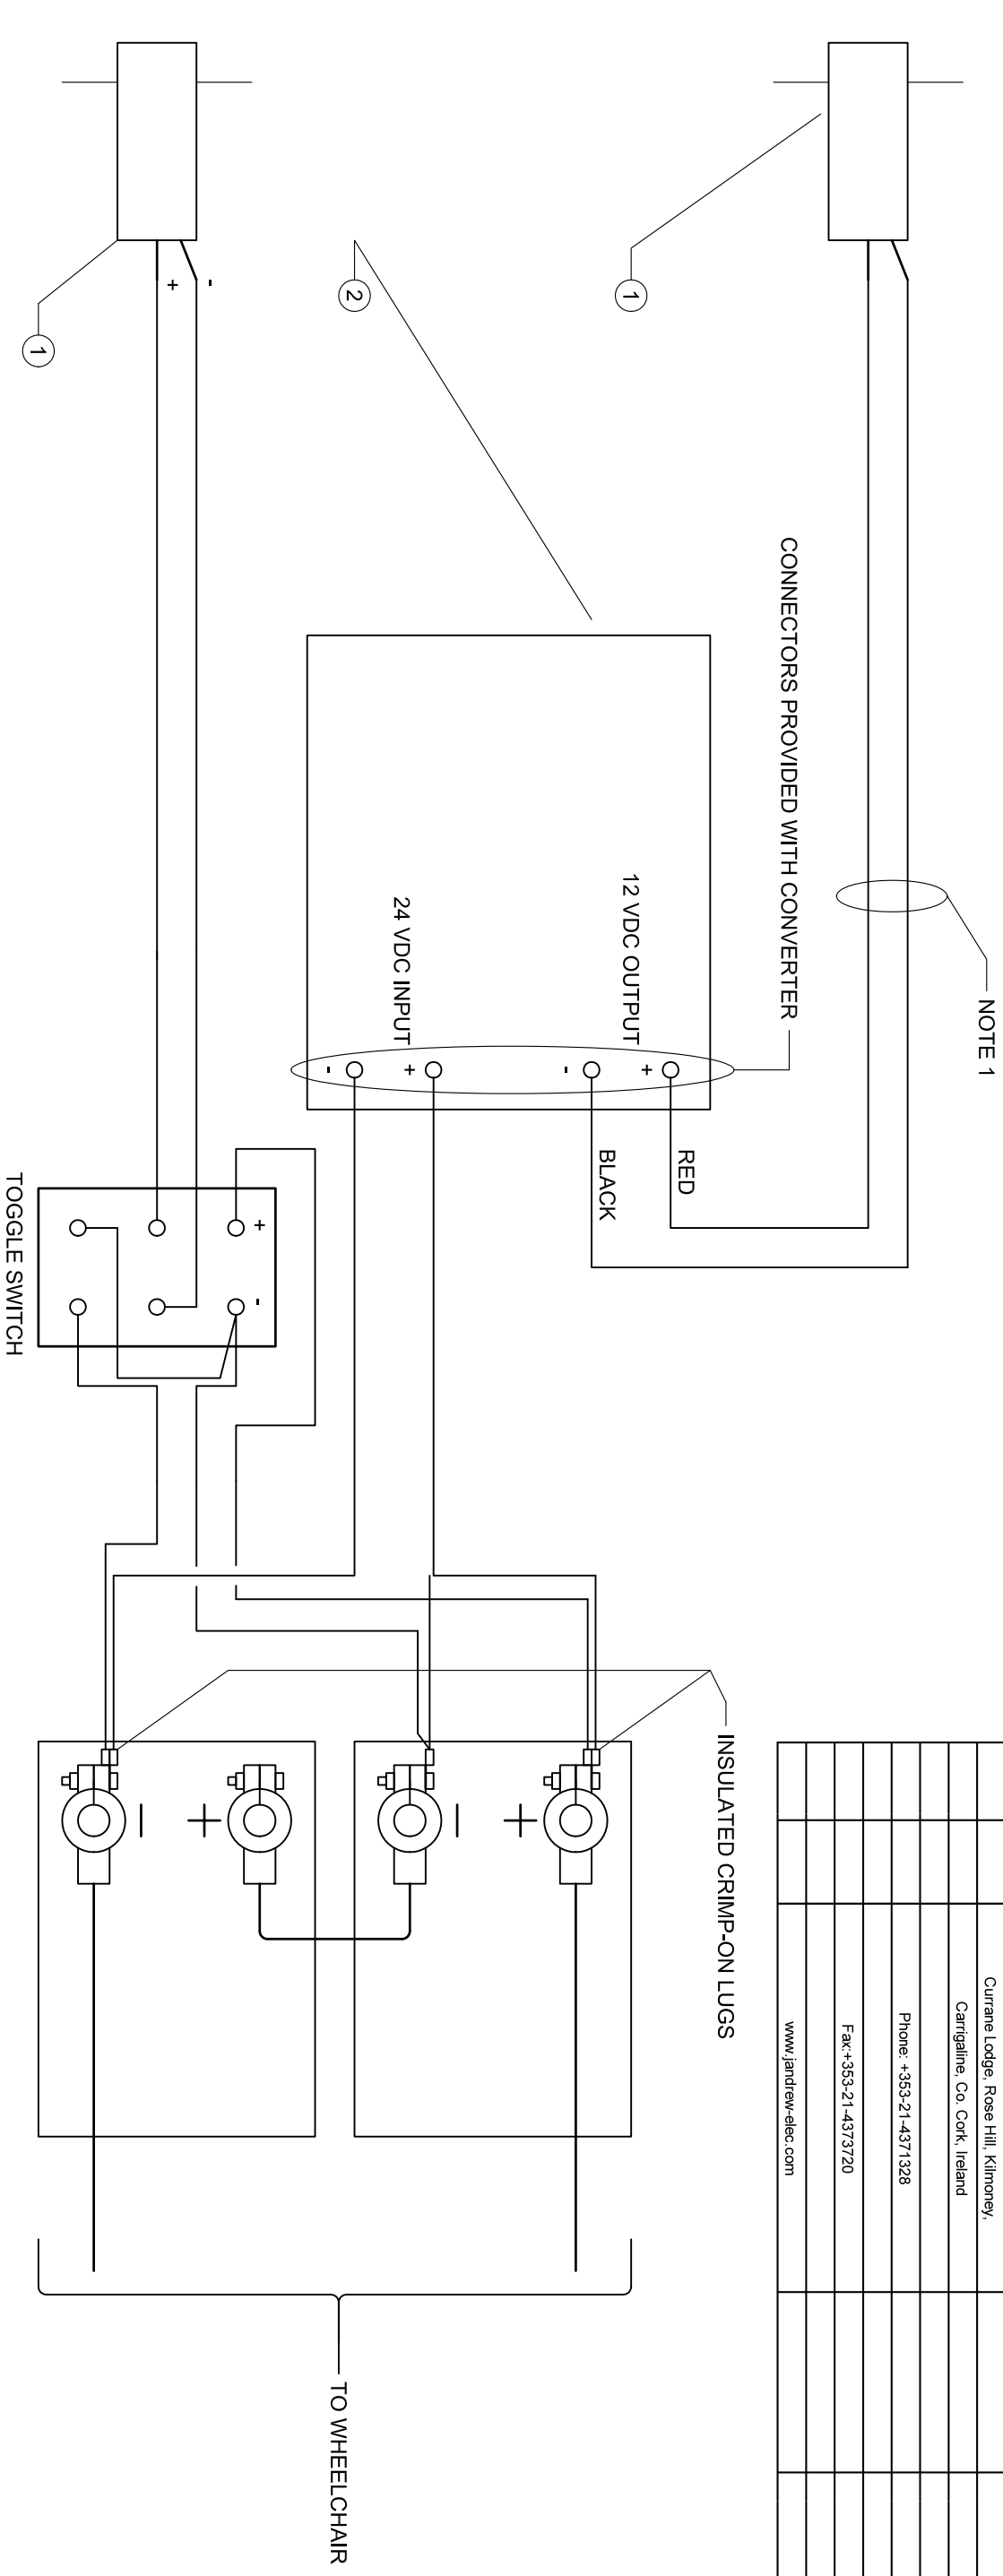 Currane Lodge, Rose Hill, Kilmoney,
Carrigaline, Co. Cork, Ireland
Phone: +353-21-4371328
Fax:+353-21-4373720
www.jandrew-elec.com
NOTE 1
CONNECTORS PROVIDED WITH CONVERTER
INSULATED CRIMP-ON LUGS
1
RED
+
12 VDC OUTPUT
BLACK
-
+
24 VDC INPUT
-
2
TO WHEELCHAIR
+
-
+
-
+ -
-
+
1
TOGGLE SWITCH